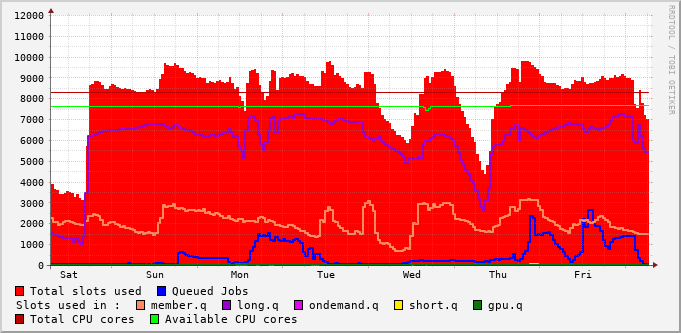 12000
11000
10000
9000
8000
7000
6000
5000
4000
3000
2000
1000
0
Sat Sun Mon Tue Wed Thu Fri
Total slots used Queued Jobs
Slots used in : member.q long.q ondemand.q short.q gpu.q
Total CPU cores Available CPU cores
RRDTOOL / TOBI OETIKER